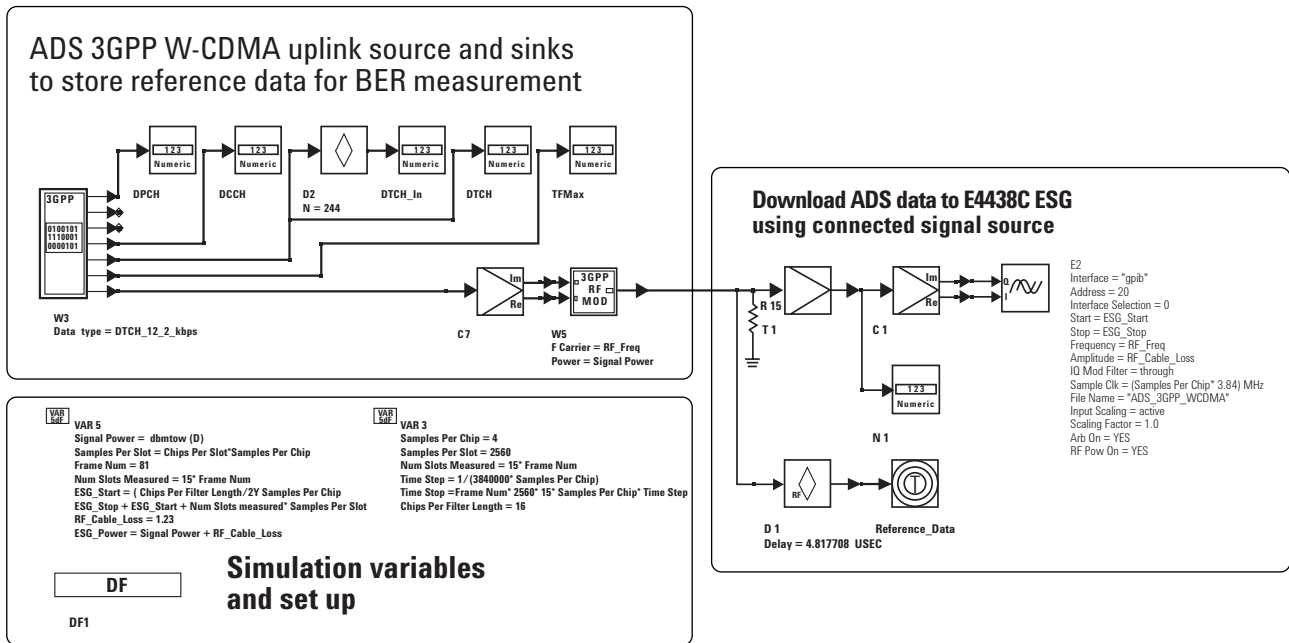 ADS 3GPP W-CDMA uplink source and sinks
to store reference data for BER measurement
123
Numeric
123
Numeric
123
Numeric
123
Numeric
123
Numeric
DPCH
DCCH
D2
N = 244
DTCH_In
DTCH
TFMax
3GPP
0100101
1110001
0000101
W3
Data type = DTCH_12_2_kbps
Im
Re
C7
3GPP
RF
MOD
W5
F Carrier = RF_Freq
Power = Signal Power
Download ADS data to E4438C ESG
using connected signal source
R 15
T 1
Im
Re
C 1
Q
I
123
Numeric
N 1
RF
D 1
Delay = 4.817708 USEC
T
Reference_Data
E2
Interface = "gpib"
Address = 20
Interface Selection = 0
Start = ESG_Start
Stop = ESG_Stop
Frequency = RF_Freq
Amplitude = RF_Cable_Loss
IQ Mod Filter = through
Sample Clk = (Samples Per Chip* 3.84) MHz
File Name = "ADS_3GPP_WCDMA"
Input Scaling = active
Scaling Factor = 1.0
Arb On = YES
RF Pow On = YES
VAR
5dF
VAR 5
Signal Power = dbmtow (D)
Samples Per Slot = Chips Per Slot*Samples Per Chip
Frame Num = 81
Num Slots Measured = 15* Frame Num
ESG_Start = ( Chips Per Filter Length/2Y Samples Per Chip
ESG_Stop + ESG_Start + Num Slots measured* Samples Per Slot
RF_Cable_Loss = 1.23
ESG_Power = Signal Power + RF_Cable_Loss
VAR
5dF
VAR 3
Samples Per Chip = 4
Samples Per Slot = 2560
Num Slots Measured = 15* Frame Num
Time Step = 1/(3840000* Samples Per Chip)
Time Stop =Frame Num* 2560* 15* Samples Per Chip* Time Step
Chips Per Filter Length = 16
DF
DF1
Simulation variables
and set up